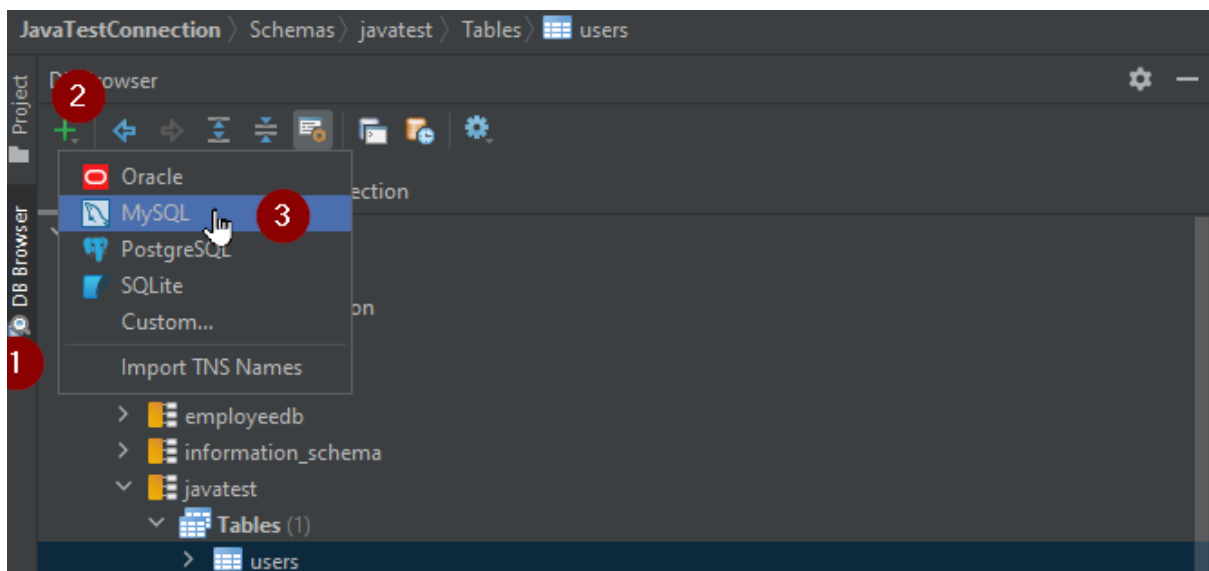 JavaTestConnection 〉 Schemas 〉 javatest 〉 Tables 〉 users
Project
2
owser
Oracle
ection
MySQL
3
PostgreSQL
DB Browser
SQLite
on
Custom...
1
Import TNS Names
employeedb
information_schema
javatest
Tables (1)
users